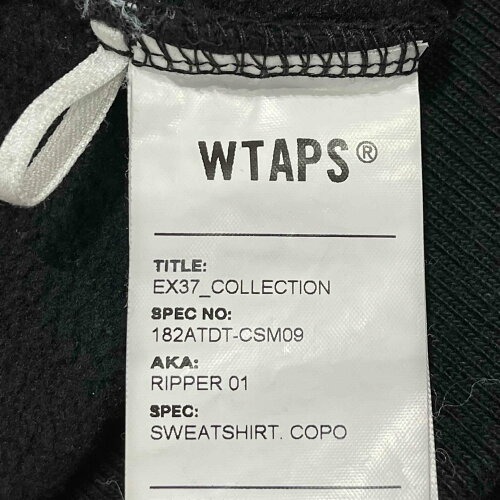 WTAPS®
TITLE:
EX37_COLLECTION
SPEC NO:
182ATDT-CSM09
AKA:
RIPPER 01
SPEC:
SWEATSHIRT. COPO